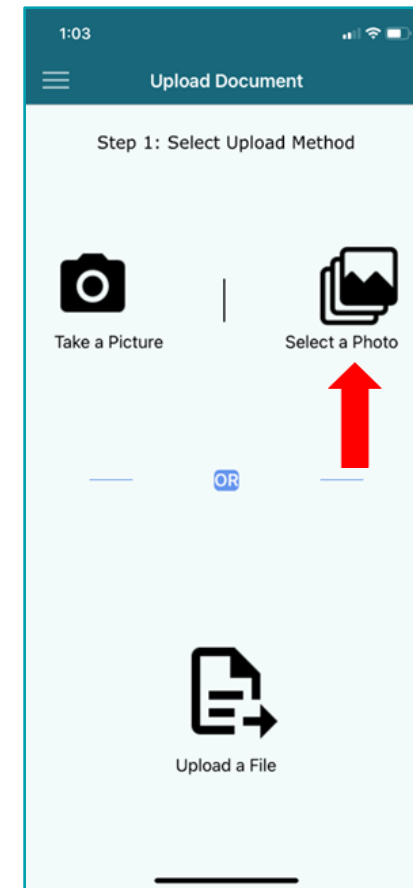 1:03
Upload Document
Step 1: Select Upload Method
Take a Picture
Select a Photo
OR
Upload a File